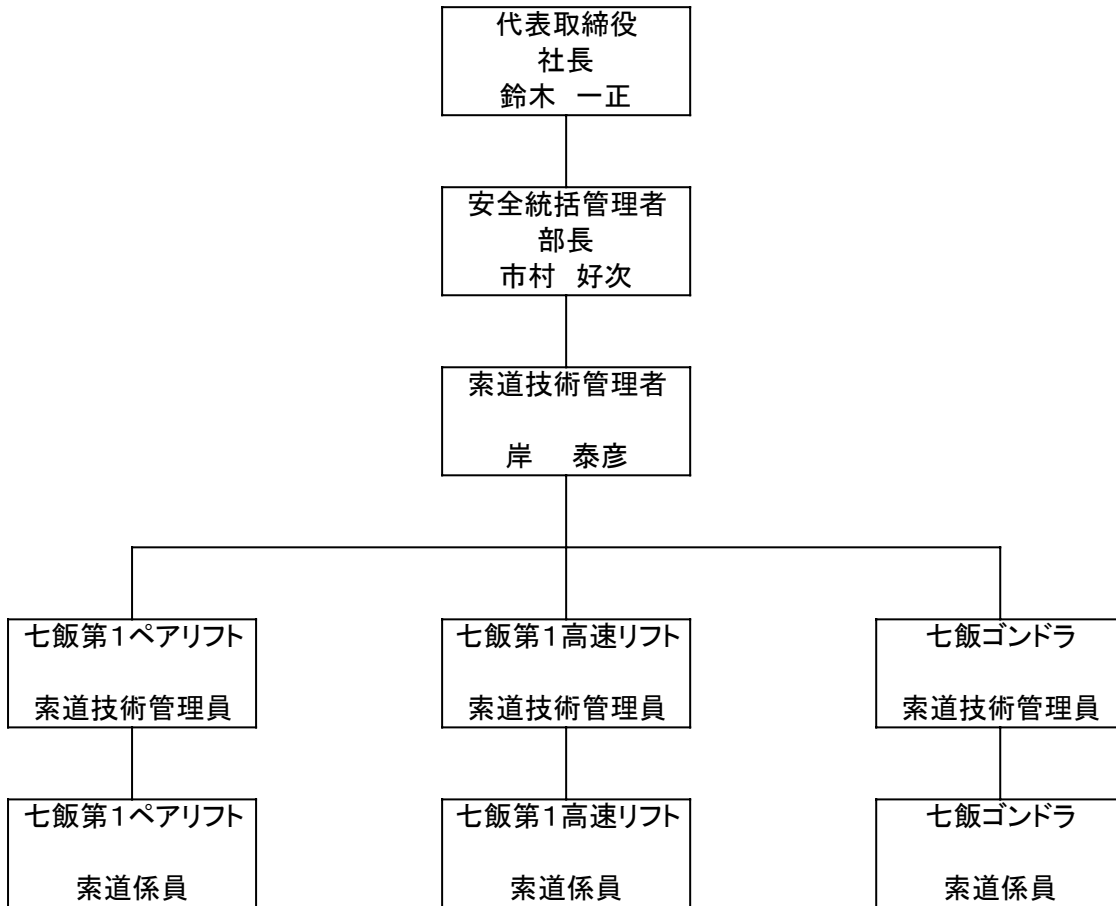 代表取締役
社長
鈴木　一正
安全統括管理者
部長
市村　好次
索道技術管理者
岸　　泰彦
七飯第1ペアリフト
索道技術管理員
七飯第1高速リフト
索道技術管理員
七飯ゴンドラ
索道技術管理員
七飯第1ペアリフト
索道係員
七飯第1高速リフト
索道係員
七飯ゴンドラ
索道係員